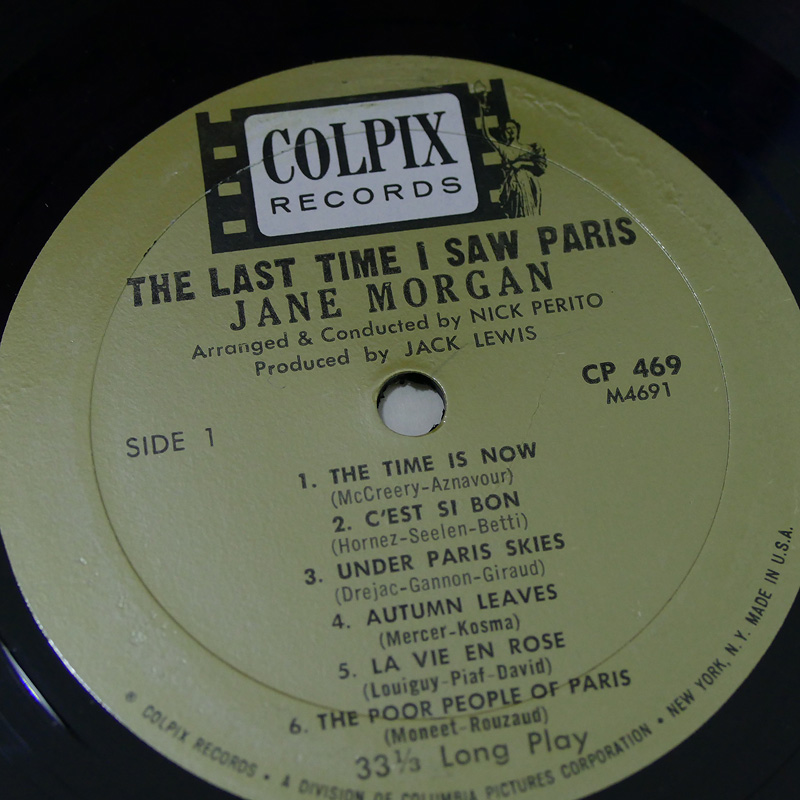 COLPIX
RECORDS
THE LAST TIME I SAW PARIS
JANE MORGAN
Arranged & Conducted by NICK PERITO
Produced by JACK LEWIS
CP 469
M4691
SIDE 1
1. THE TIME IS NOW
(McCreery-Aznavour)
2. C'EST SI BON
(Hornez-Seelen-Betti)
3. UNDER PARIS SKIES
(Drejac-Gannon-Giraud)
4. AUTUMN LEAVES
(Mercer-Kosma)
5. LA VIE EN ROSE
(Louiguy-Piaf-David)
6. THE POOR PEOPLE OF PARIS
(Moneet-Rouzaud)
33⅓ Long Play
® COLPIX RECORDS • A DIVISION OF COLUMBIA PICTURES CORPORATION • NEW YORK, N.Y. MADE IN U.S.A.